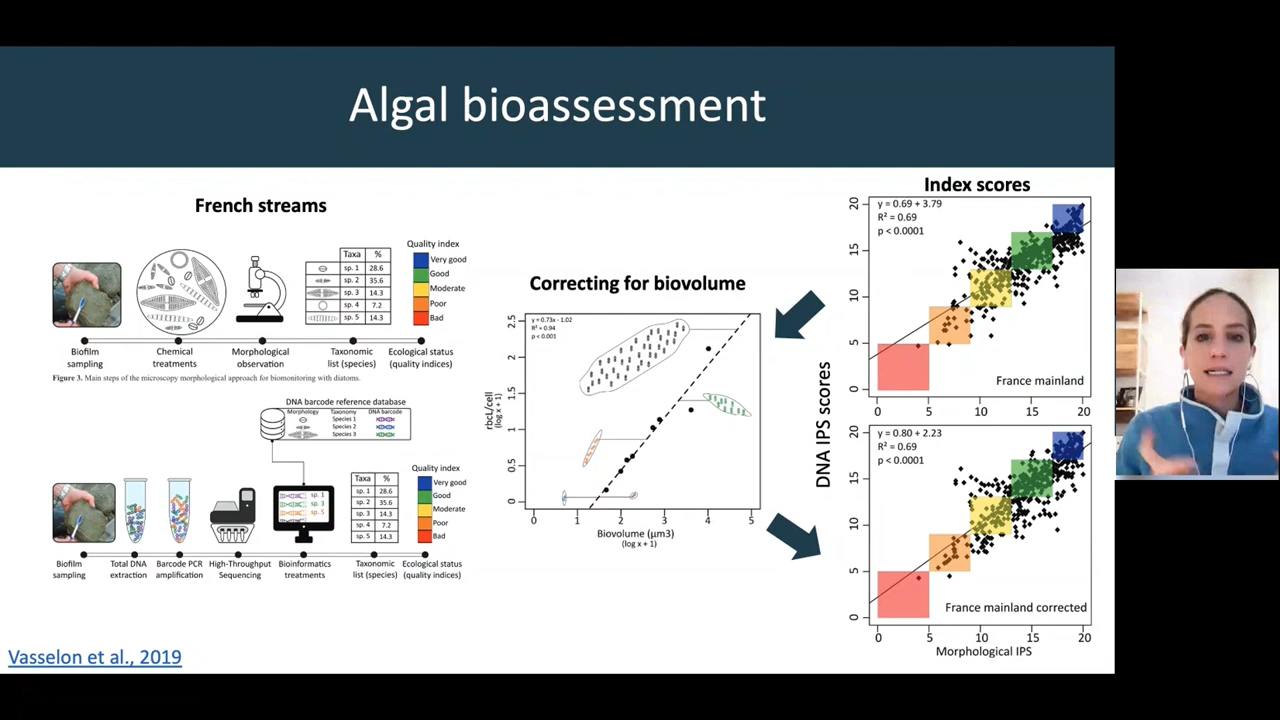 Algal bioassessment
French streams
Quality index
Very good
Good
Moderate
Poor
Bad
Taxa %
sp. 1 28.6
sp. 2 35.6
sp. 3 14.3
sp. 4 7.2
sp. 5 14.3
Biofilm sampling
Chemical treatments
Morphological observation
Taxonomic list (species)
Ecological status (quality indices)
Figure 3. Main steps of the microscopy morphological approach for biomonitoring with diatoms.
DNA barcode reference database
Morphology Taxonomy DNA barcode
Species 1
Species 2
Species 3
sp. 1
sp. 3
sp. 5
Taxa %
sp. 1 28.6
sp. 2 35.6
sp. 3 14.3
sp. 4 7.2
sp. 5 14.3
Quality index
Very good
Good
Moderate
Poor
Bad
Biofilm sampling
Total DNA extraction
Barcode PCR amplification
High-Throughput Sequencing
Bioinformatics treatments
Taxonomic list (species)
Ecological status (quality indices)
Vasselon et al., 2019
Correcting for biovolume
y = 0.73x - 1.02
R² = 0.94
p < 0.001
rbcL/cell
(log x + 1)
2.5
2
1.5
1
0.5
0
0 1 2 3 4 5
Biovolume (µm3)
(log x + 1)
Index scores
y = 0.69 + 3.79
R² = 0.69
p < 0.0001
20
15
10
5
0
France mainland
0 5 10 15 20
DNA IPS scores
y = 0.80 + 2.23
R² = 0.69
p < 0.0001
20
15
10
5
0
France mainland corrected
0 5 10 15 20
Morphological IPS